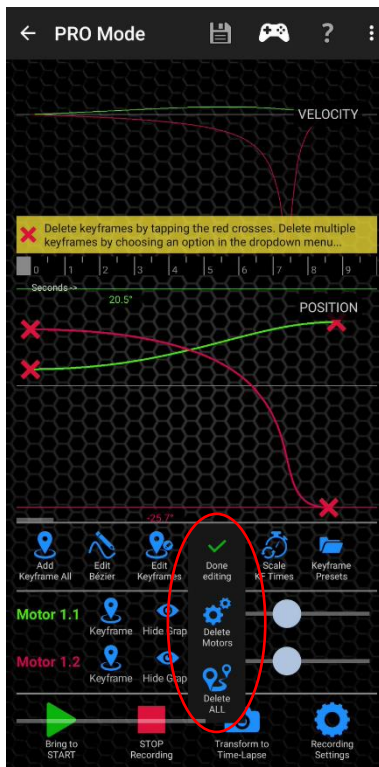 PRO Mode
?
VELOCITY
Delete keyframes by tapping the red crosses. Delete multiple
keyframes by choosing an option in the dropdown menu...
0 1 2 3 4 5 6 7 8 9
Seconds->
20.5"
POSITION
-25.7"
Add
Keyframe All
Edit
Bézier
Edit
Keyframes
Done
editing
Scale
KF Times
Keyframe
Presets
Motor 1.1
Keyframe
Hide Grap
Delete
Motors
Motor 1.2
Keyframe
Hide Grap
Delete
ALL
Bring to
START
STOP
Recording
Transform to
Time-Lapse
Recording
Settings